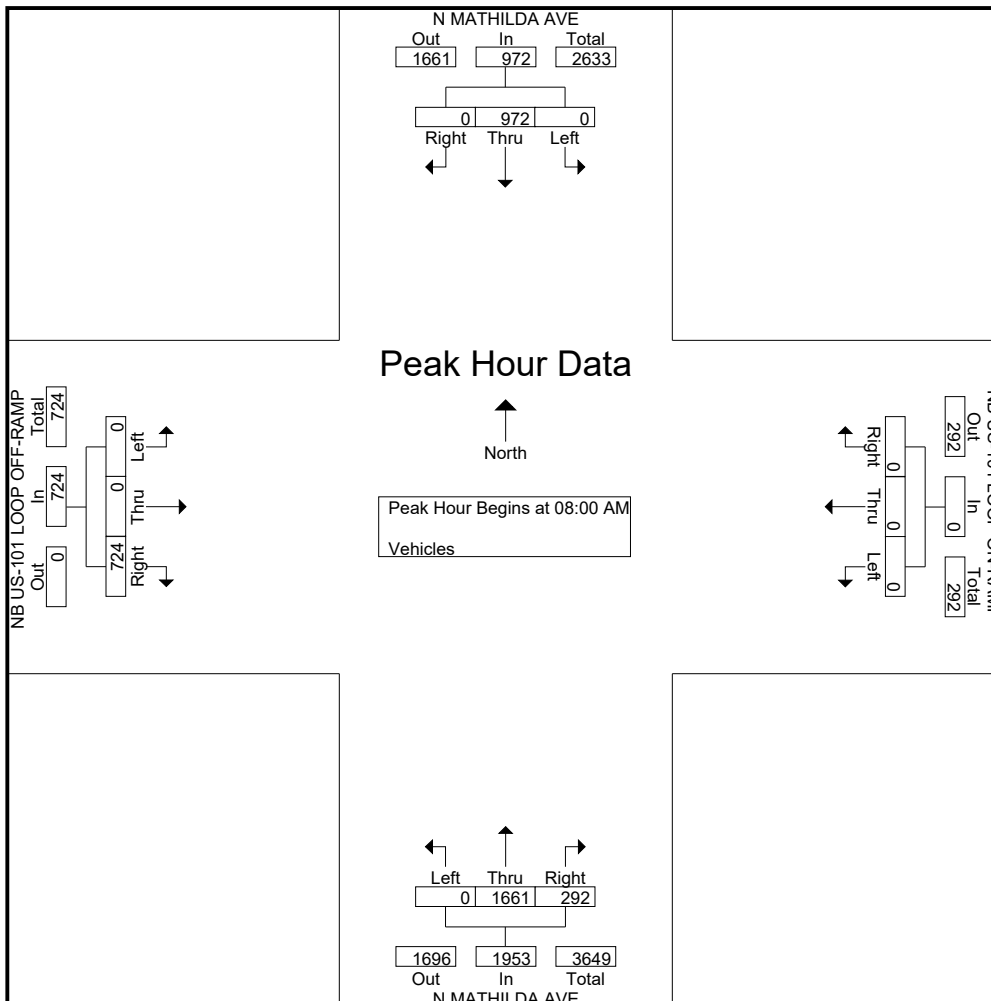 N MATHILDA AVE
Out In Total
1661 972 2633
0 972 0
Right Thru Left
Peak Hour Data
North
Peak Hour Begins at 08:00 AM
Vehicles
NB US-101 LOOP OFF-RAMP
Out In Total
0 724 724
Left Thru Right
0 0 724
Out In Total
292 0 292
Right Thru Left
0 0 0
Left Thru Right
0 1661 292
1696 1953 3649
Out In Total
N MATHILDA AVE